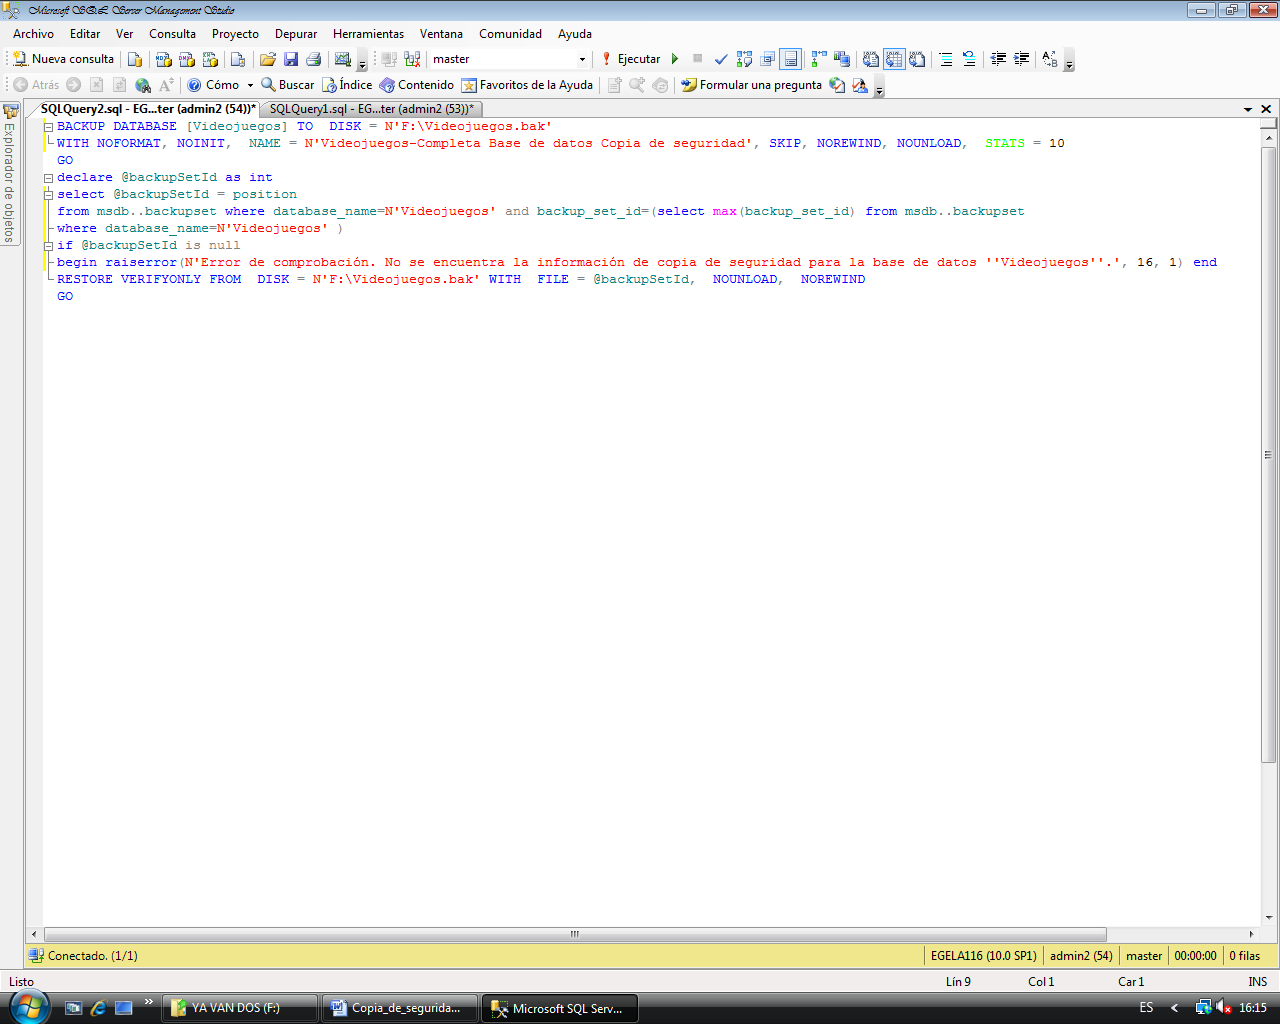 Microsoft SQL Server Management Studio
Archivo Editar Ver Consulta Proyecto Depurar Herramientas Ventana Comunidad Ayuda
Nueva consulta master Ejecutar
Atrás Cómo Buscar Índice Contenido Favoritos de la Ayuda Formular una pregunta
Explorador de objetos
SQLQuery2.sql - EG...ter (admin2 (54))* SQLQuery1.sql - EG...ter (admin2 (53))*
BACKUP DATABASE [Videojuegos] TO  DISK = N'F:\Videojuegos.bak'
WITH NOFORMAT, NOINIT,  NAME = N'Videojuegos-Completa Base de datos Copia de seguridad', SKIP, NOREWIND, NOUNLOAD,  STATS = 10
GO
declare @backupSetId as int
select @backupSetId = position
from msdb..backupset where database_name=N'Videojuegos' and backup_set_id=(select max(backup_set_id) from msdb..backupset
where database_name=N'Videojuegos' )
if @backupSetId is null
begin raiserror(N'Error de comprobación. No se encuentra la información de copia de seguridad para la base de datos ''Videojuegos''.', 16, 1) end
RESTORE VERIFYONLY FROM  DISK = N'F:\Videojuegos.bak' WITH  FILE = @backupSetId,  NOUNLOAD,  NOREWIND
GO
Conectado. (1/1) EGELA116 (10.0 SP1) admin2 (54) master 00:00:00 0 filas
Listo Lín 9 Col 1 Car 1 INS
YA VAN DOS (F:) Copia_de_segurida... Microsoft SQL Serv... ES 16:15